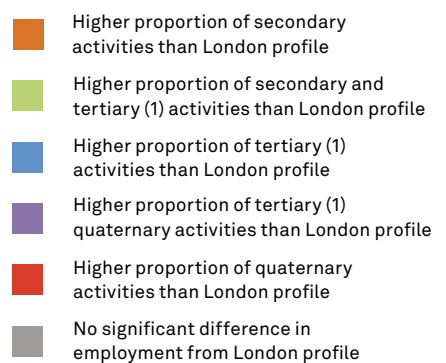 Higher proportion of secondary
activities than London profile
Higher proportion of secondary and
tertiary (1) activities than London profile
Higher proportion of tertiary (1)
activities than London profile
Higher proportion of tertiary (1)
quaternary activities than London profile
Higher proportion of quaternary
activities than London profile
No significant difference in
employment from London profile